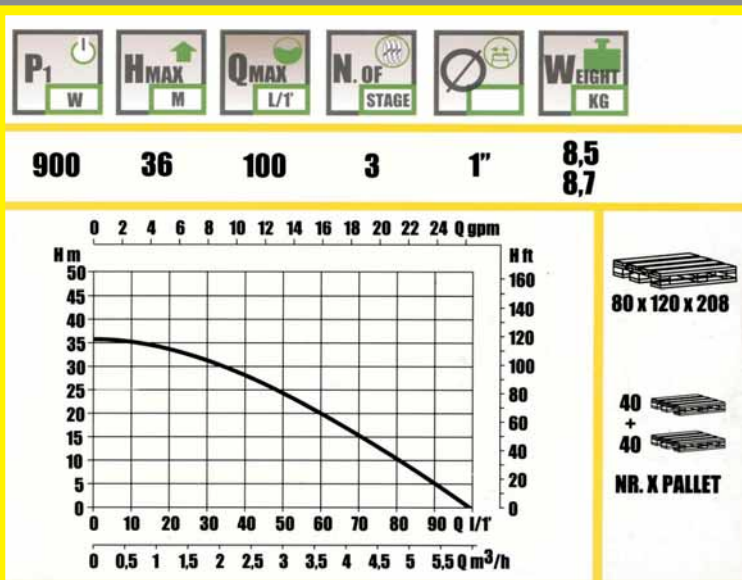 P1 W
HMAX M
QMAX L/1'
N. OF STAGE
Ø
WEIGHT KG
900 36 100 3 1” 8,5
8,7
0 2 4 6 8 10 12 14 16 18 20 22 24 Q gpm
H m
H ft
50
45
40
35
30
25
20
15
10
5
0
160
140
120
100
80
60
40
20
0
0 10 20 30 40 50 60 70 80 90 Q l/1'
0 0,5 1 1,5 2 2,5 3 3,5 4 4,5 5 5,5 Q m³/h
80 x 120 x 208
40
+
40
NR. X PALLET